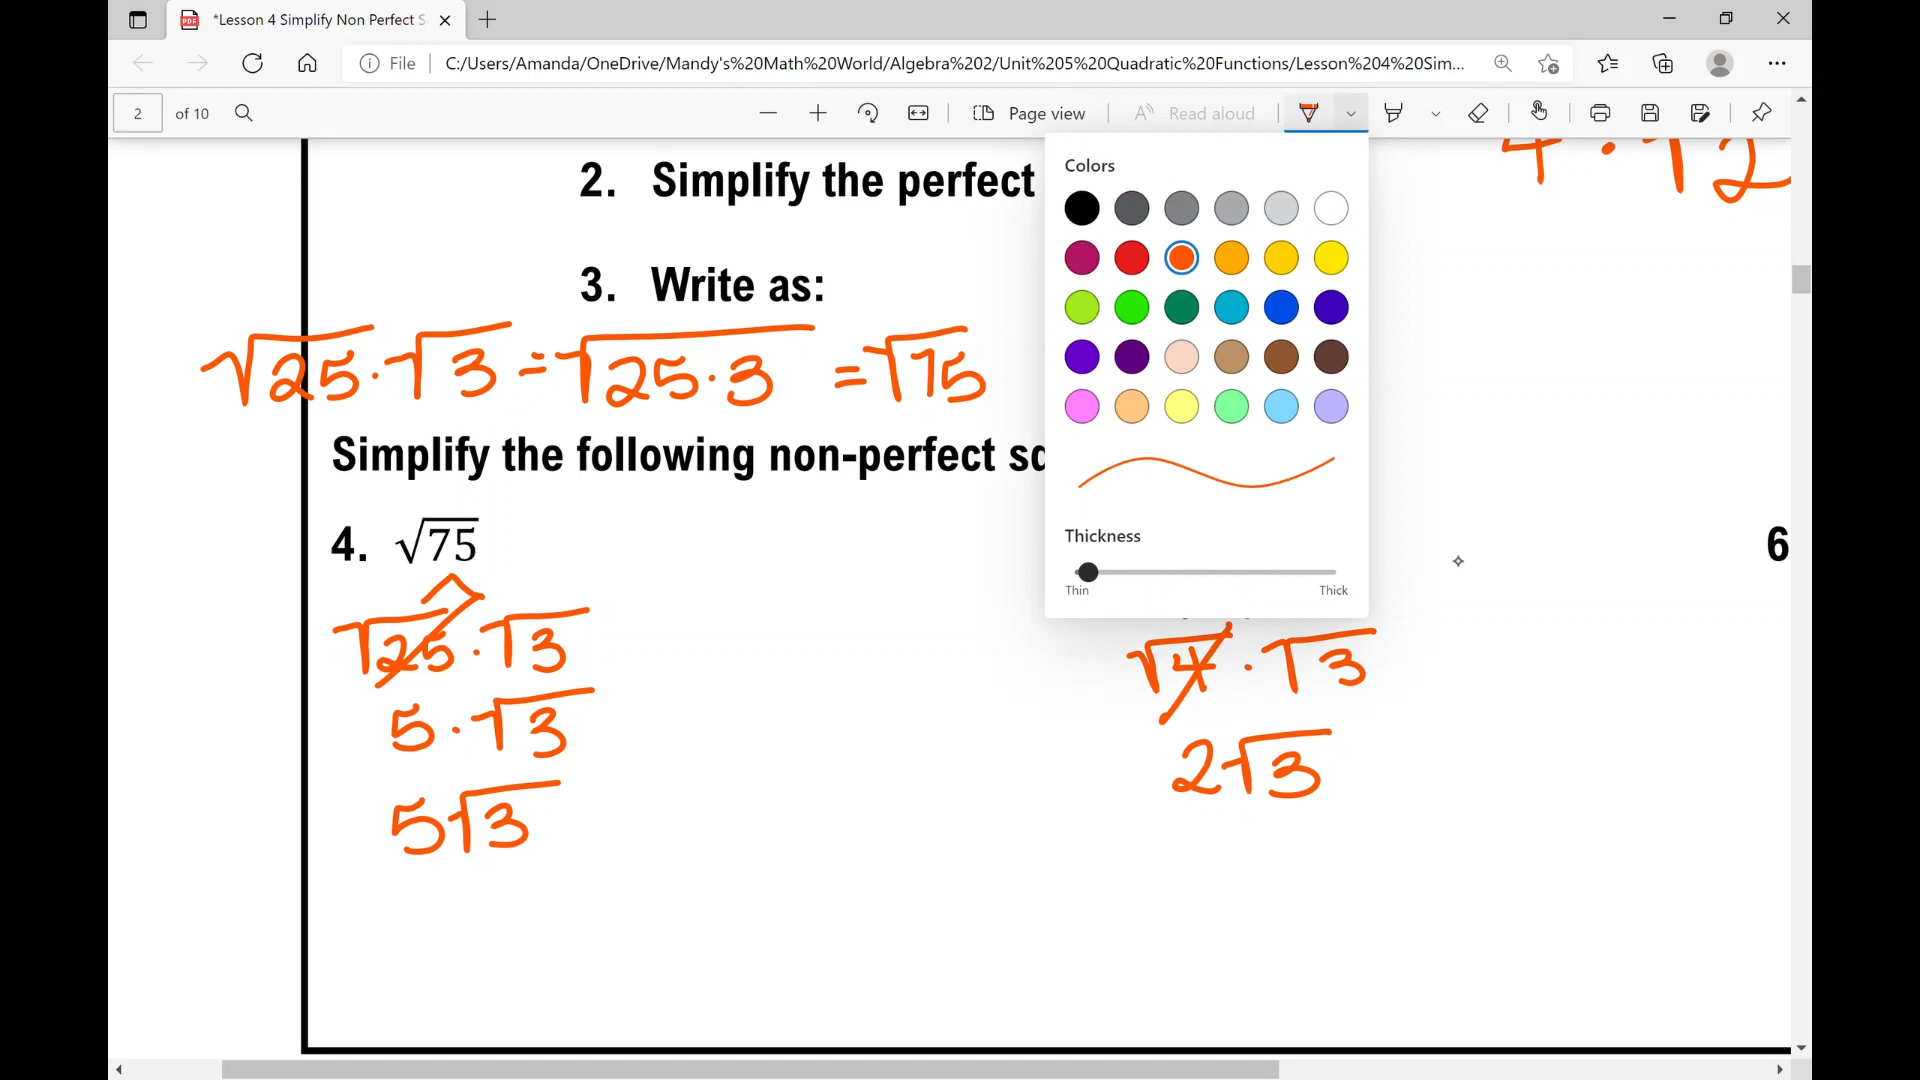 *Lesson 4 Simplify Non Perfect S
File
C:/Users/Amanda/OneDrive/Mandy's%20Math%20World/Algebra%202/Unit%205%20Quadratic%20Functions/Lesson%204%20Sim...
2 of 10
Page view
Read aloud
4 · √2
2. Simplify the perfect
3. Write as:
√25 · √3 = √25 · 3 = √75
Simplify the following non-perfect sq
4. √75
6
√25 · √3
5 · √3
5√3
√4 · √3
2√3
Colors
Thickness
Thin
Thick